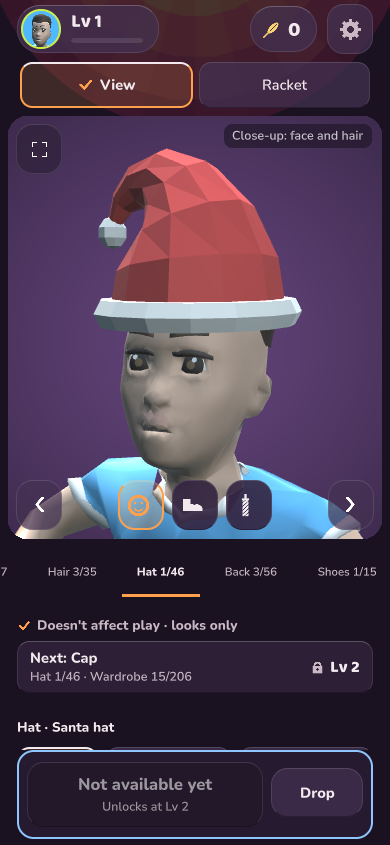 Lv 1
0
View
Racket
Close-up: face and hair
7
Hair 3/35
Hat 1/46
Back 3/56
Shoes 1/15
Doesn't affect play · looks only
Next: Cap
Hat 1/46 · Wardrobe 15/206
Lv 2
Hat · Santa hat
Not available yet
Unlocks at Lv 2
Drop